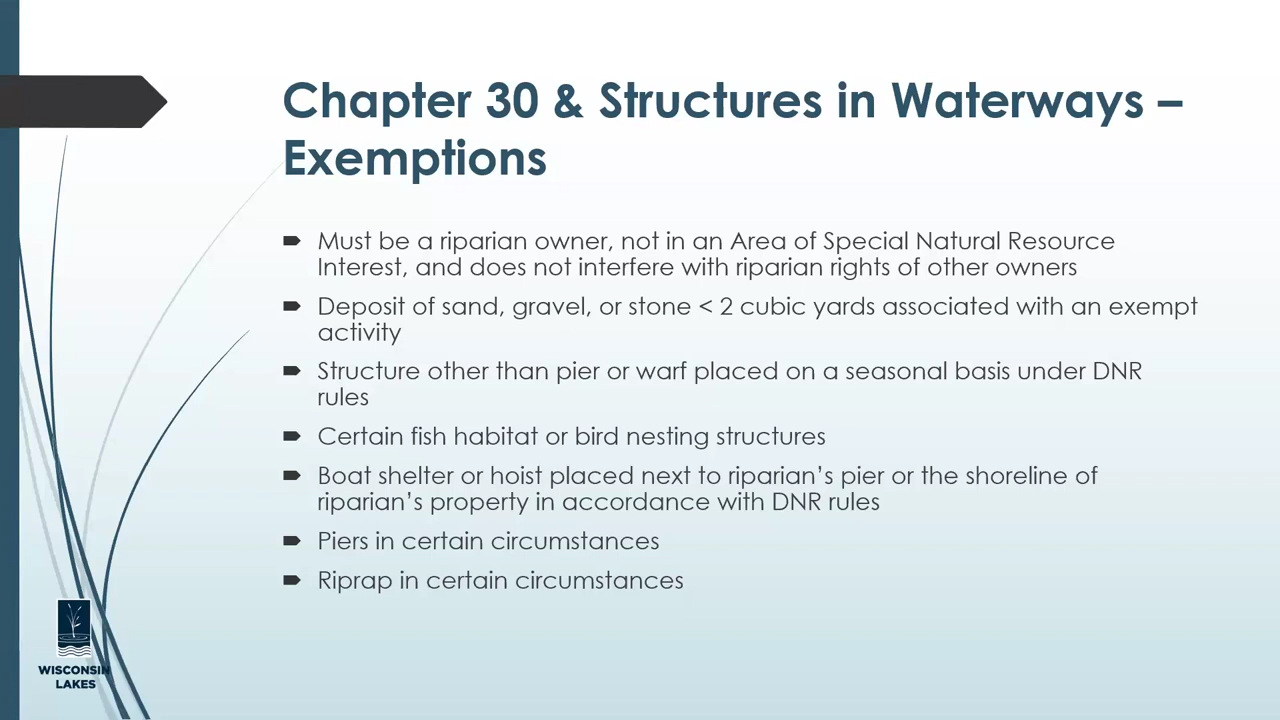 Chapter 30 & Structures in Waterways –
Exemptions
Must be a riparian owner, not in an Area of Special Natural Resource
Interest, and does not interfere with riparian rights of other owners
Deposit of sand, gravel, or stone < 2 cubic yards associated with an exempt
activity
Structure other than pier or warf placed on a seasonal basis under DNR
rules
Certain fish habitat or bird nesting structures
Boat shelter or hoist placed next to riparian’s pier or the shoreline of
riparian’s property in accordance with DNR rules
Piers in certain circumstances
Riprap in certain circumstances
WISCONSIN
LAKES